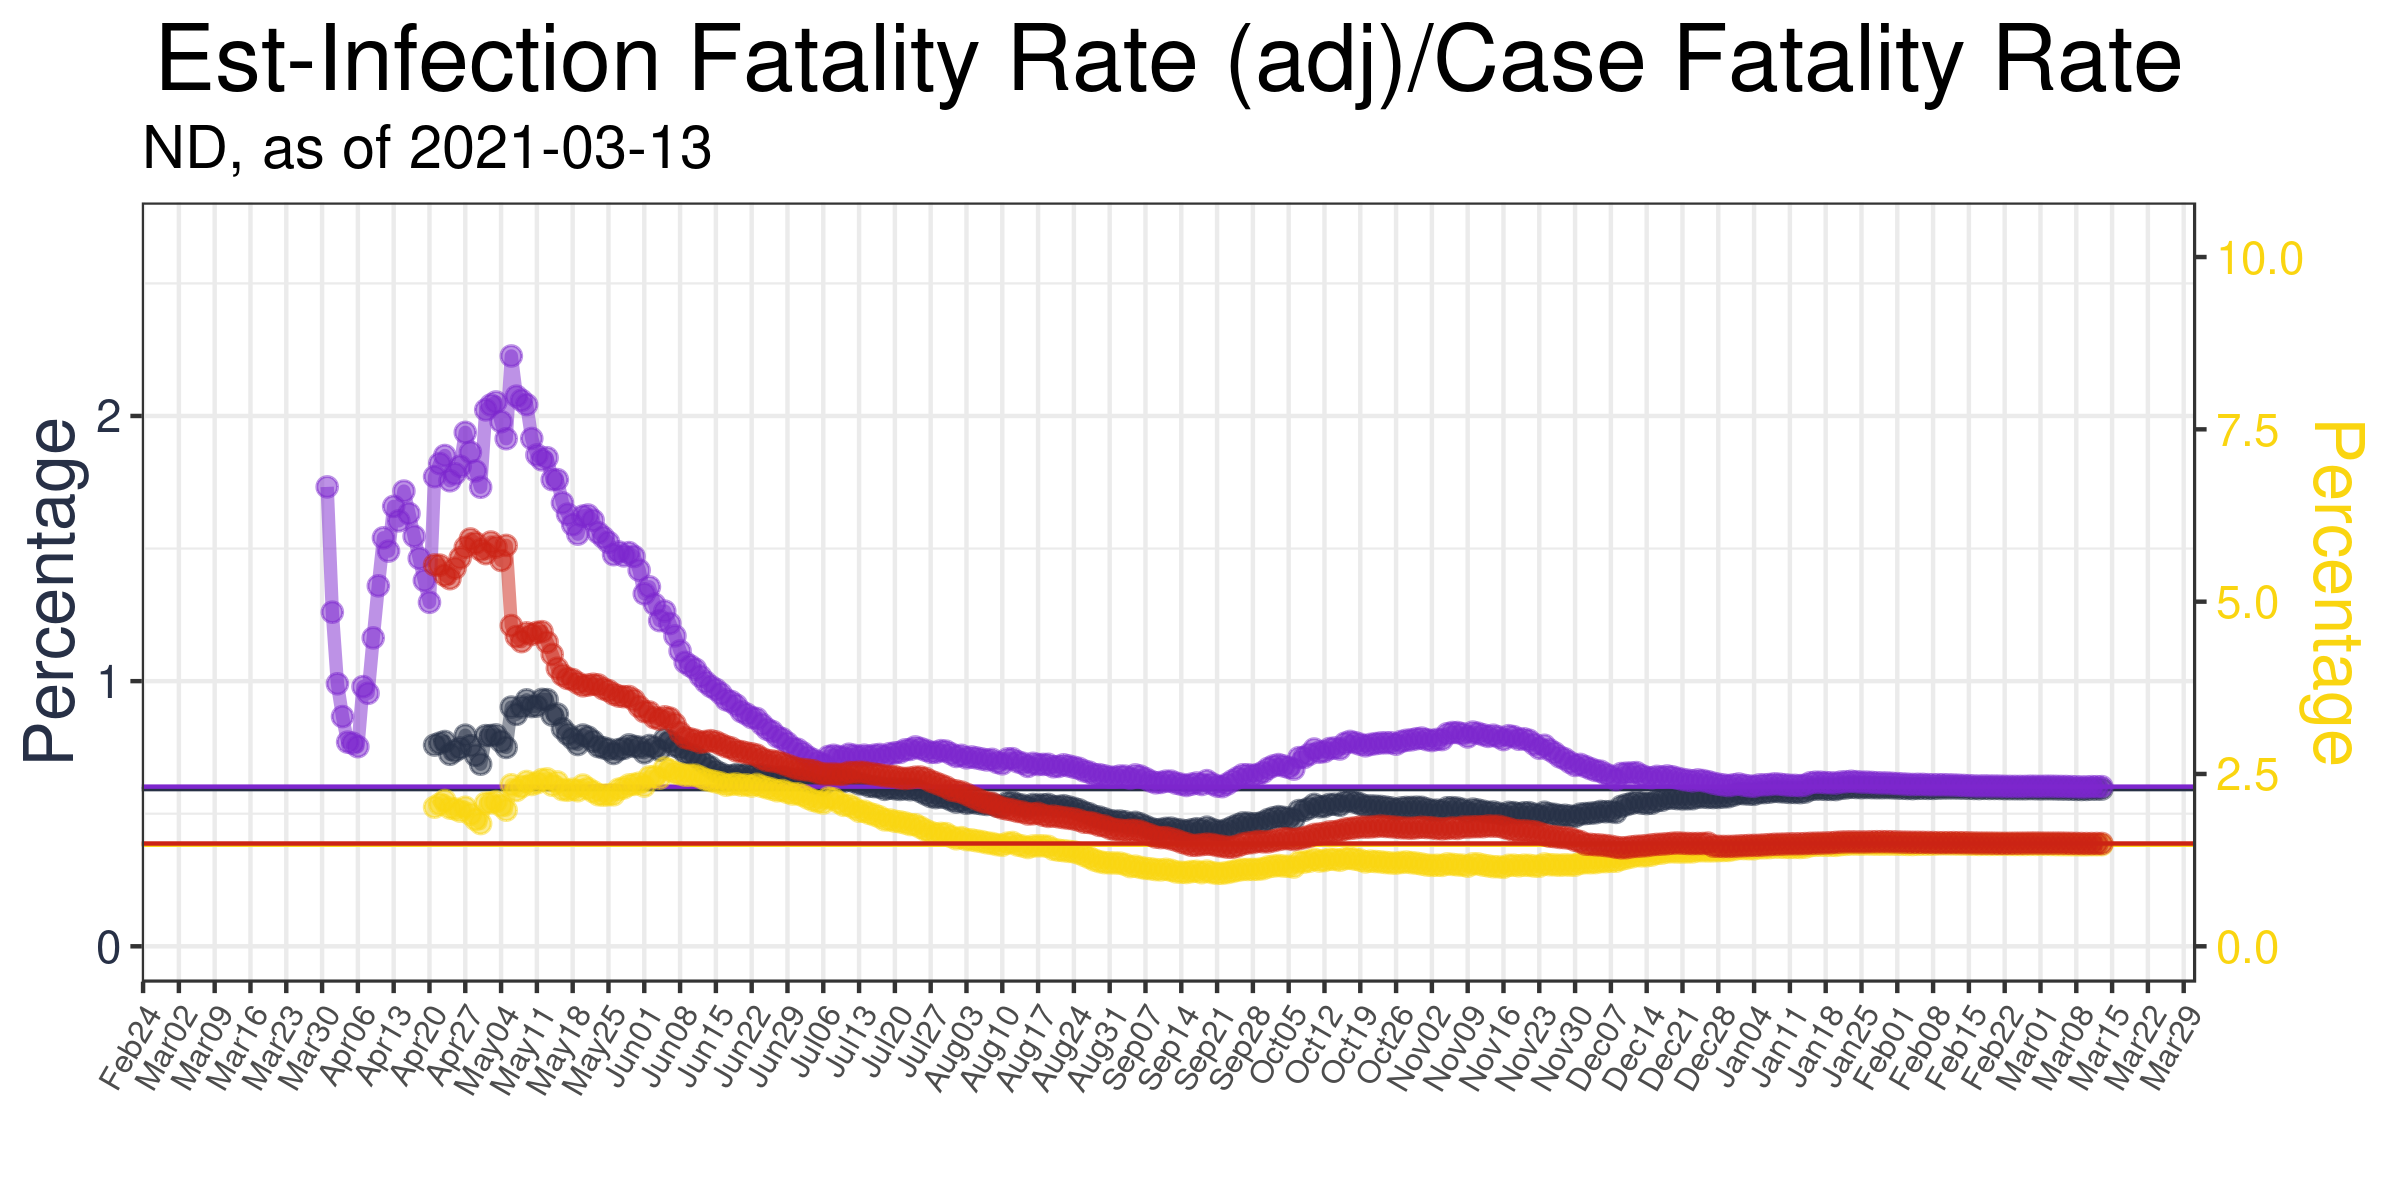 Est-Infection Fatality Rate (adj)/Case Fatality Rate
ND, as of 2021-03-13
Percentage
2
1
0
10.0
7.5
5.0
2.5
0.0
Percentage
Feb24
Mar02
Mar09
Mar16
Mar23
Mar30
Apr06
Apr13
Apr20
Apr27
May04
May11
May18
May25
Jun01
Jun08
Jun15
Jun22
Jun29
Jul06
Jul13
Jul20
Jul27
Aug03
Aug10
Aug17
Aug24
Aug31
Sep07
Sep14
Sep21
Sep28
Oct05
Oct12
Oct19
Oct26
Nov02
Nov09
Nov16
Nov23
Nov30
Dec07
Dec14
Dec21
Dec28
Jan04
Jan11
Jan18
Jan25
Feb01
Feb08
Feb15
Feb22
Mar01
Mar08
Mar15
Mar22
Mar29